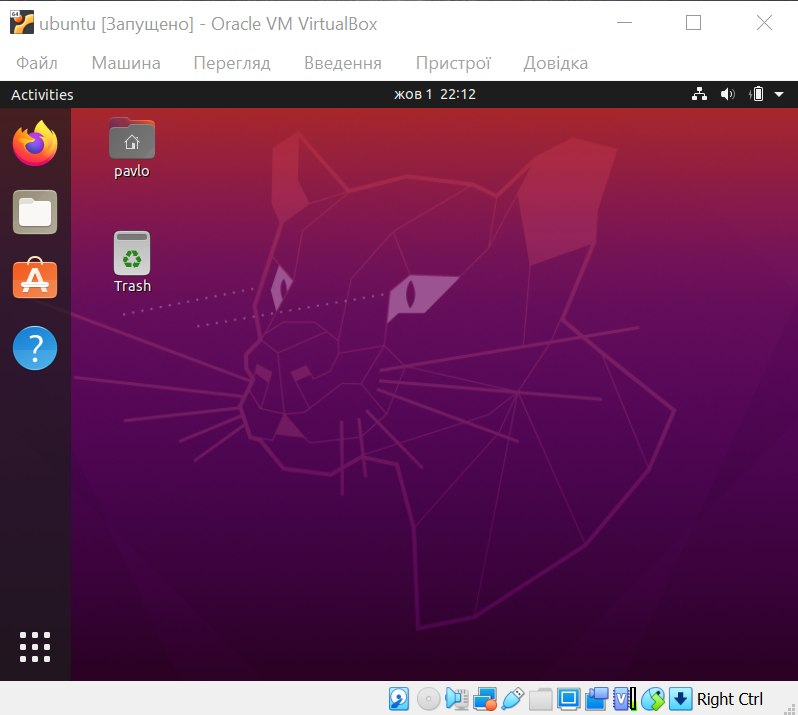 ubuntu [Запущено] - Oracle VM VirtualBox
Файл Машина Перегляд Введення Пристрої Довідка
Activities жов 1 22:12
pavlo
Trash
Right Ctrl